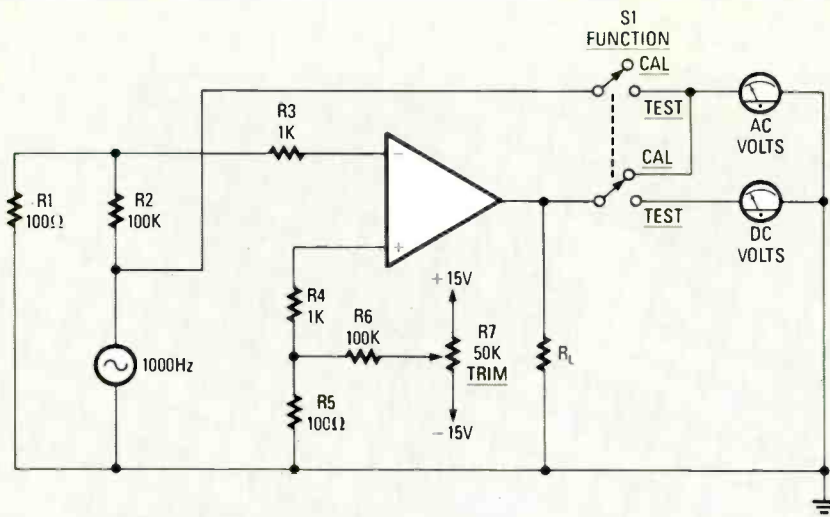 S1
FUNCTION
CAL
TEST
AC
VOLTS
CAL
TEST
DC
VOLTS
R3
1K
R1
100Ω
R2
100K
−
+
R4
1K
R6
100K
+ 15V
R7
50K
TRIM
− 15V
RL
1000Hz
R5
100Ω